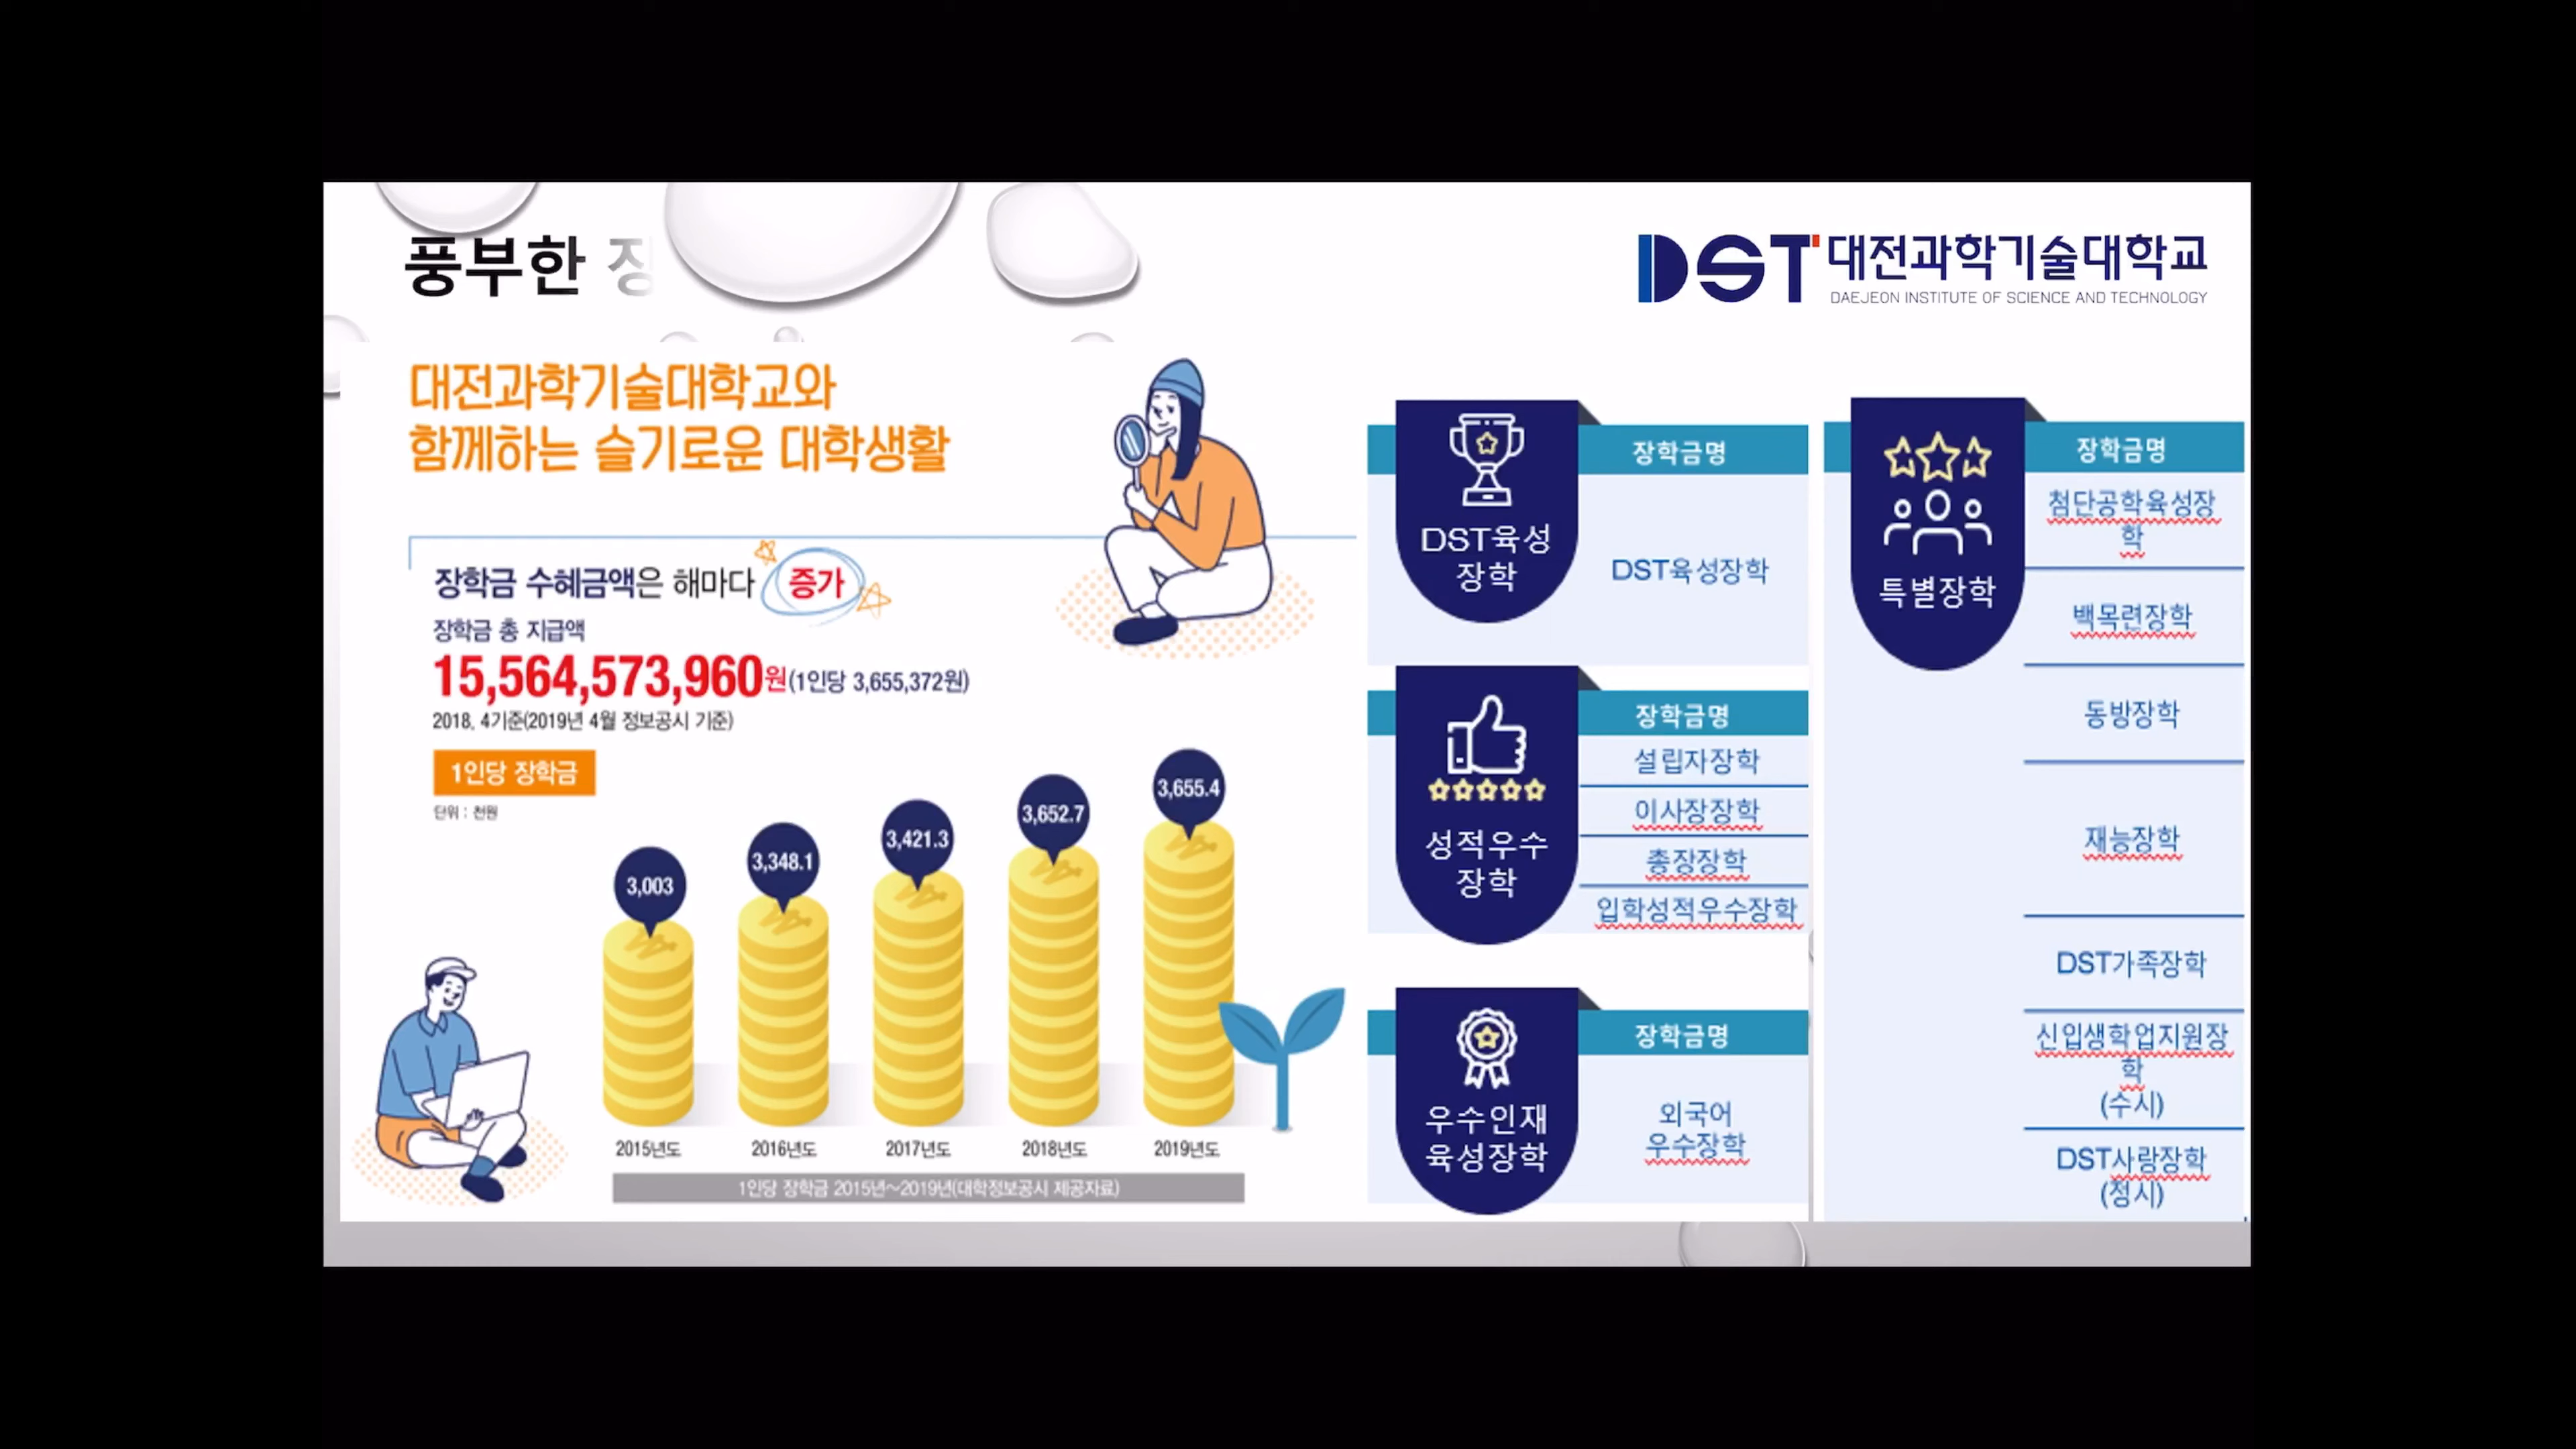 풍부한 장
DST 대전과학기술대학교
DAEJEON INSTITUTE OF SCIENCE AND TECHNOLOGY
대전과학기술대학교와
함께하는 슬기로운 대학생활
장학금 수혜금액은 해마다 증가
장학금 총 지급액
15,564,573,960원(1인당 3,655,372원)
2018. 4기준(2019년 4월 정보공시 기준)
1인당 장학금
단위 : 천원
3,003
3,348.1
3,421.3
3,652.7
3,655.4
2015년도
2016년도
2017년도
2018년도
2019년도
1인당 장학금 2015년~2019년(대학정보공시 제공자료)
DST육성
장학
장학금명
DST육성장학
성적우수
장학
장학금명
설립자장학
이사장장학
총장장학
입학성적우수장학
우수인재
육성장학
장학금명
외국어
우수장학
특별장학
장학금명
첨단공학육성장
학
백목련장학
동방장학
재능장학
DST가족장학
신입생학업지원장
학
(수시)
DST사랑장학
(정시)